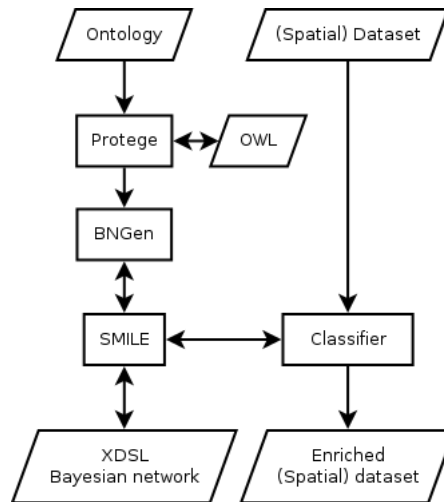 Ontology
(Spatial) Dataset
Protege
OWL
BNGen
SMILE
Classifier
XDSL
Bayesian network
Enriched
(Spatial) dataset